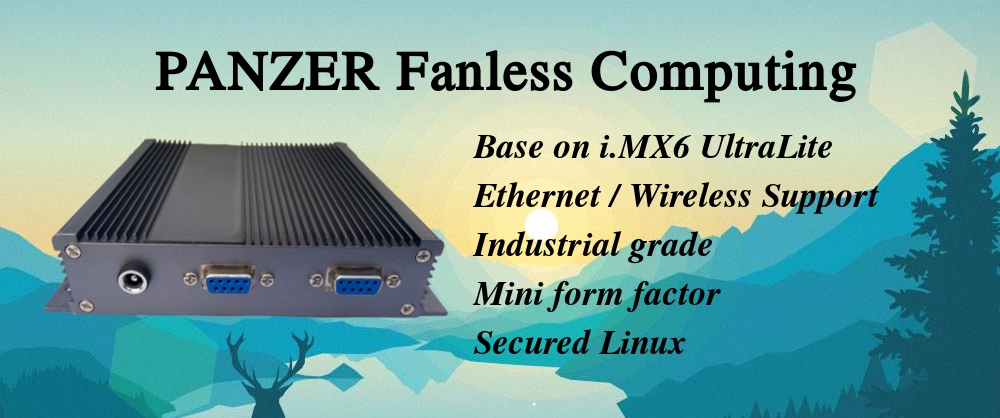 PANZER Fanless Computing
Base on i.MX6 UltraLite
Ethernet / Wireless Support
Industrial grade
Mini form factor
Secured Linux